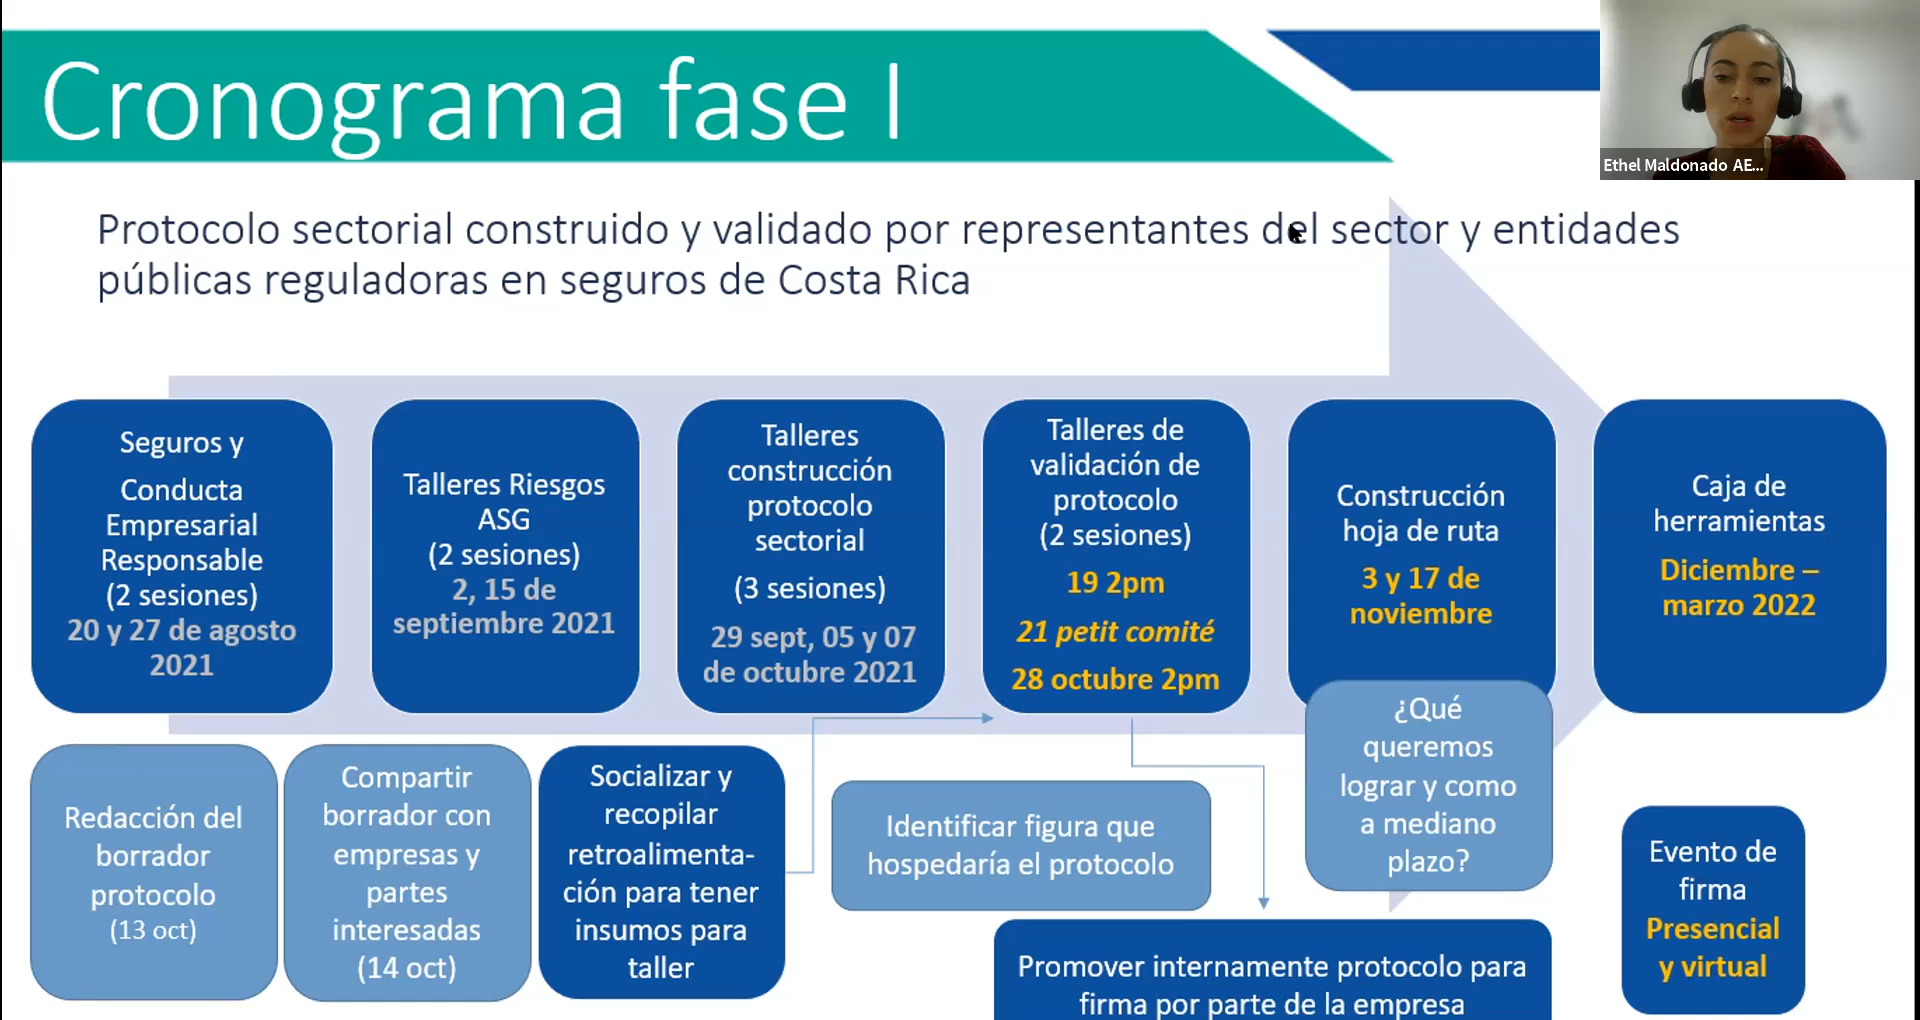 Cronograma fase I
Ethel Maldonado AE...
Protocolo sectorial construido y validado por representantes del sector y entidades
públicas reguladoras en seguros de Costa Rica
Seguros y
Conducta
Empresarial
Responsable
(2 sesiones)
20 y 27 de agosto
2021
Talleres Riesgos
ASG
(2 sesiones)
2, 15 de
septiembre 2021
Talleres
construcción
protocolo
sectorial
(3 sesiones)
29 sept, 05 y 07
de octubre 2021
Talleres de
validación de
protocolo
(2 sesiones)
19 2pm
21 petit comité
28 octubre 2pm
Construcción
hoja de ruta
3 y 17 de
noviembre
Caja de
herramientas
Diciembre –
marzo 2022
Redacción del
borrador
protocolo
(13 oct)
Compartir
borrador con
empresas y
partes
interesadas
(14 oct)
Socializar y
recopilar
retroalimenta-
ción para tener
insumos para
taller
Identificar figura que
hospedaría el protocolo
¿Qué
queremos
lograr y como
a mediano
plazo?
Promover internamente protocolo para
firma por parte de la empresa
Evento de
firma
Presencial
y virtual